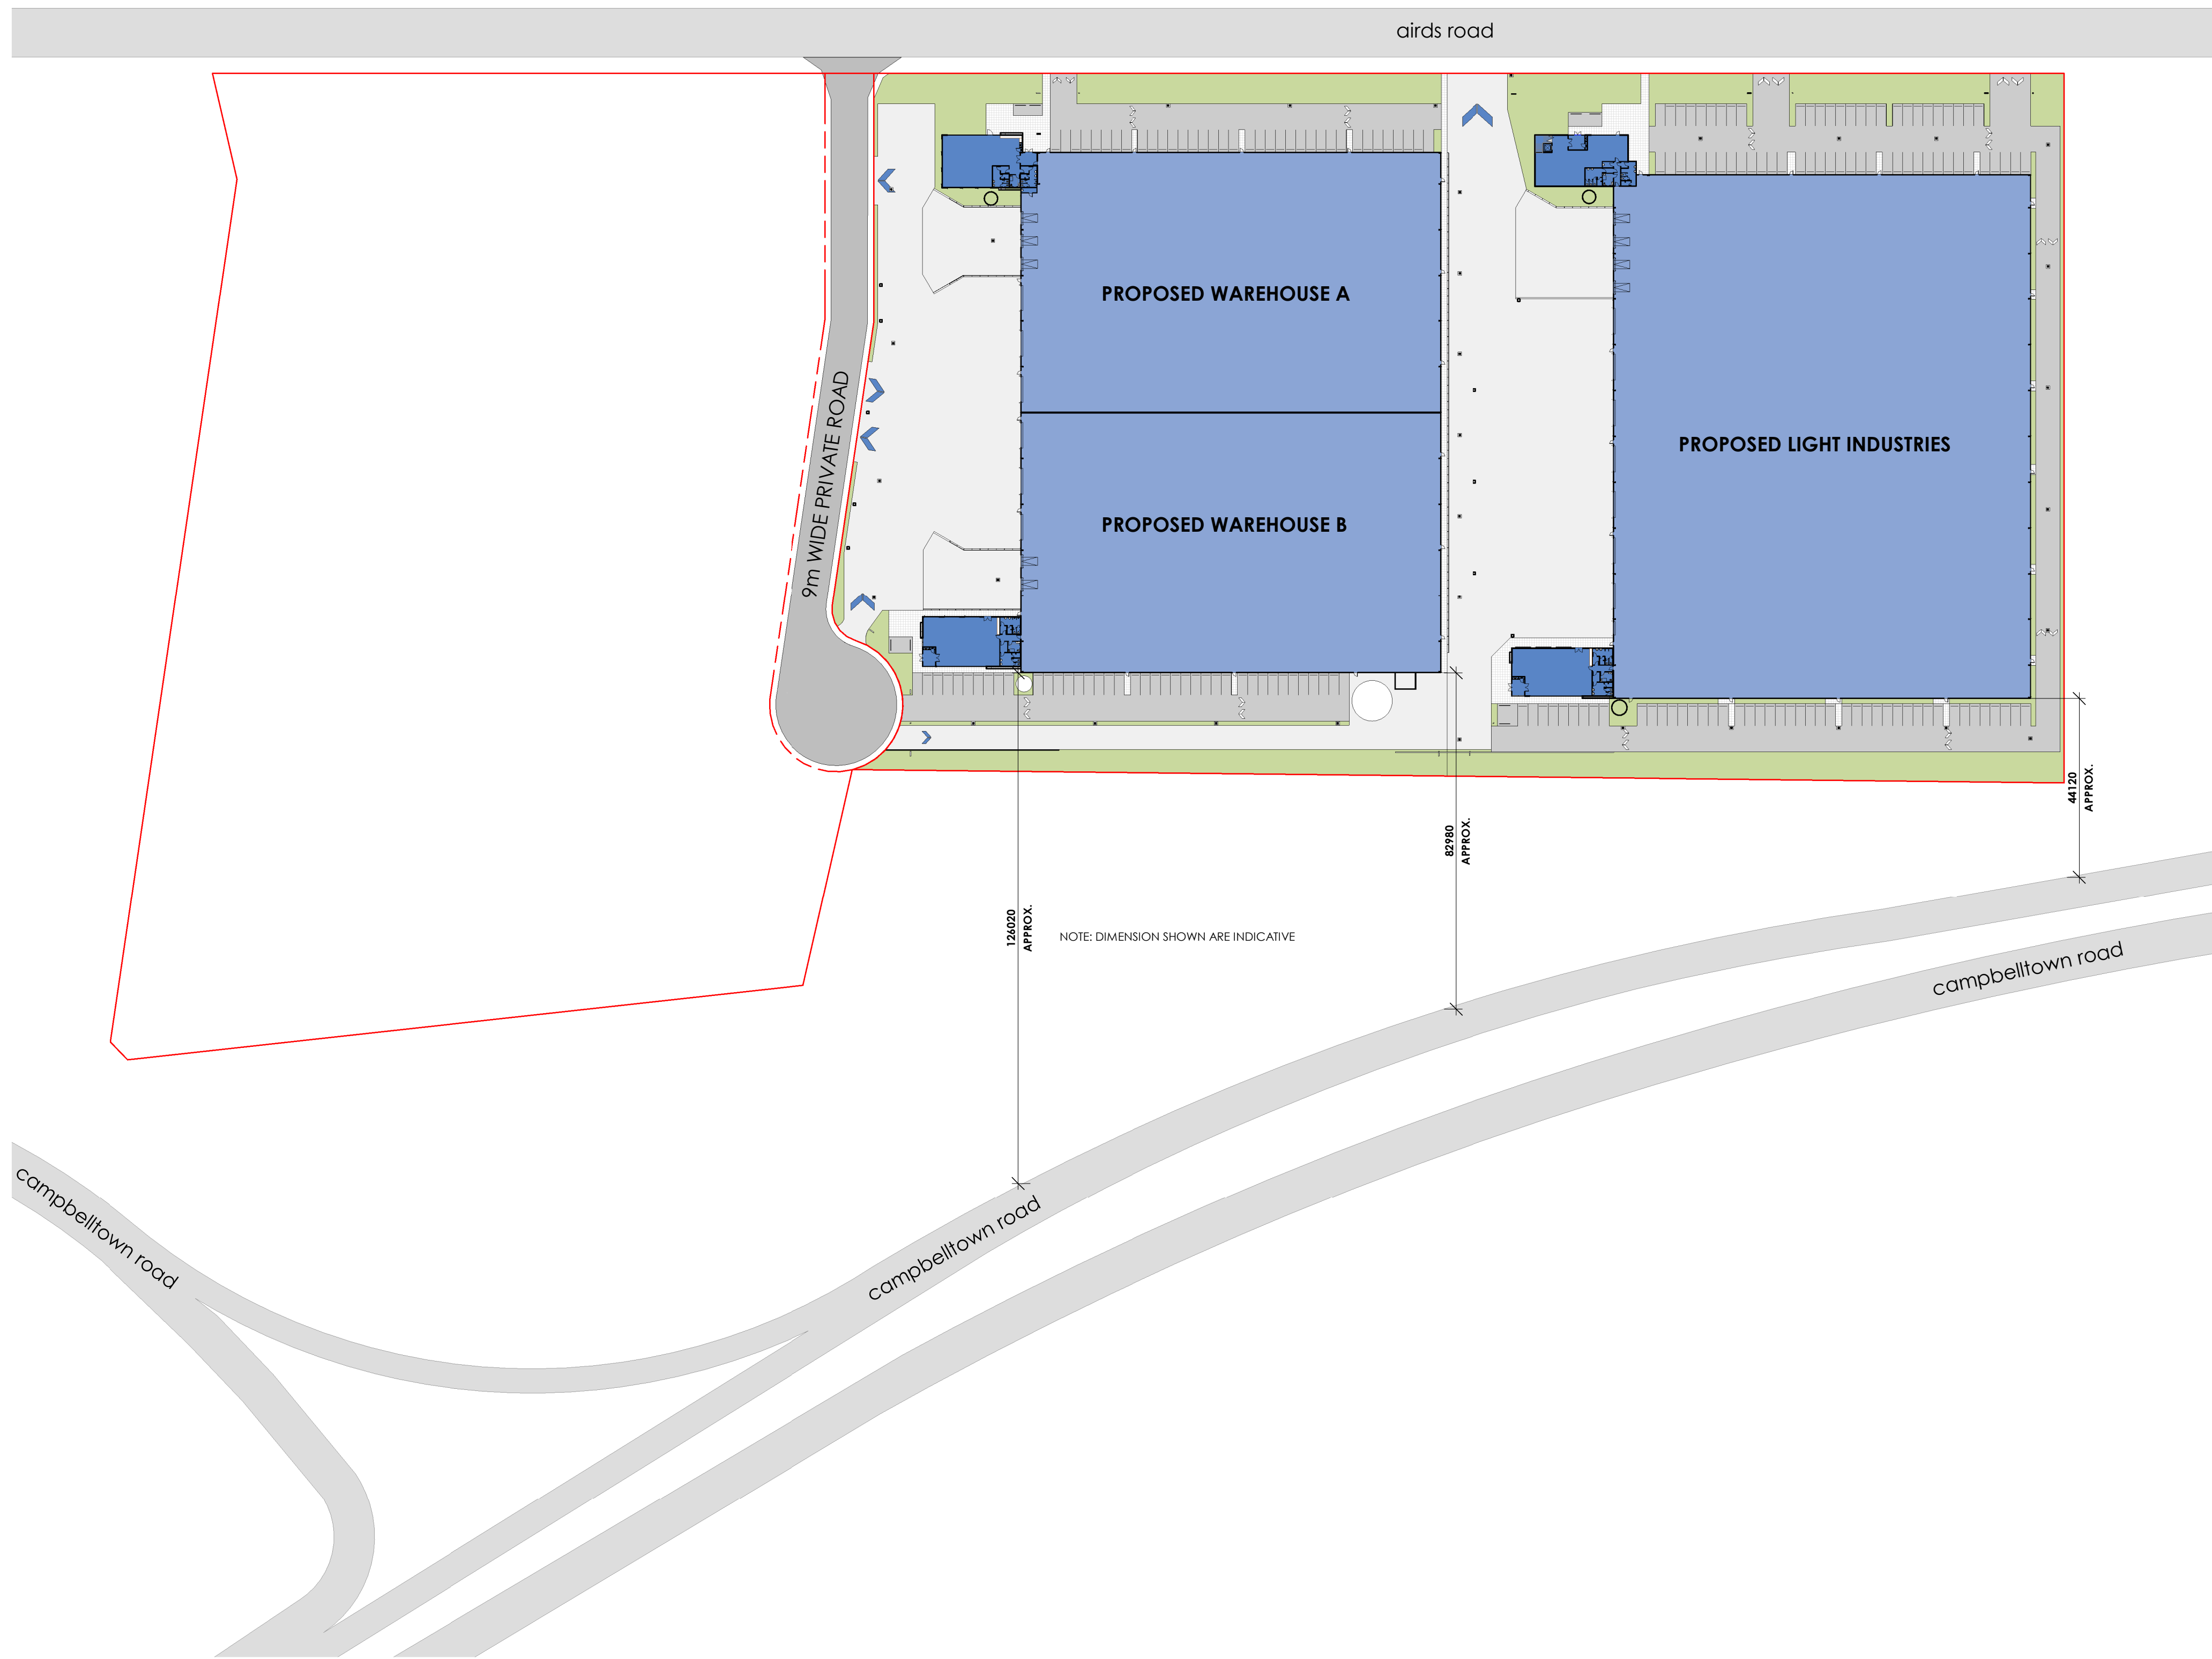 airds road
PROPOSED WAREHOUSE A
PROPOSED LIGHT INDUSTRIES
9m WIDE PRIVATE ROAD
PROPOSED WAREHOUSE B
44120
APPROX.
82980
APPROX.
126020
APPROX.
NOTE: DIMENSION SHOWN ARE INDICATIVE
campbelltown road
campbelltown road
campbelltown road